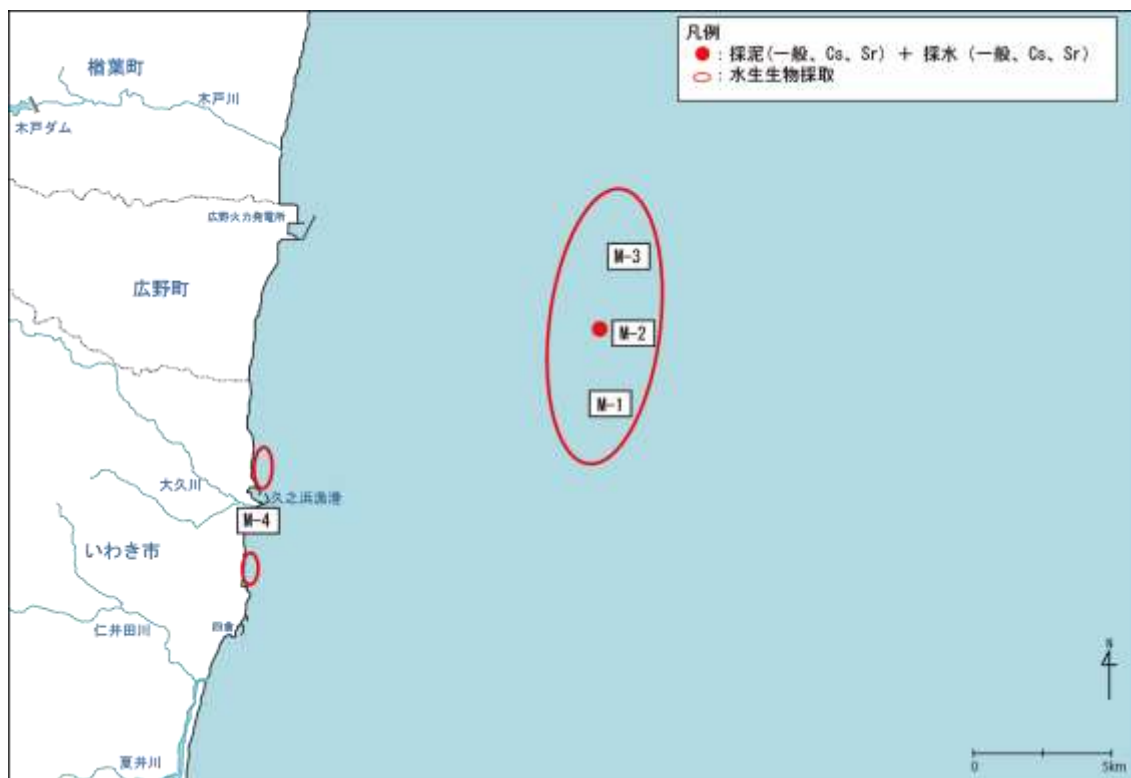 凡例
● : 採泥(一般、Cs、Sr) + 採水 (一般、Cs、Sr)
○ : 水生生物採取
楢葉町
木戸川
木戸ダム
広野火力発電所
M-3
広野町
M-2
M-1
大久川
久之浜漁港
M-4
いわき市
仁井田川
四倉
N
夏井川
0
5km